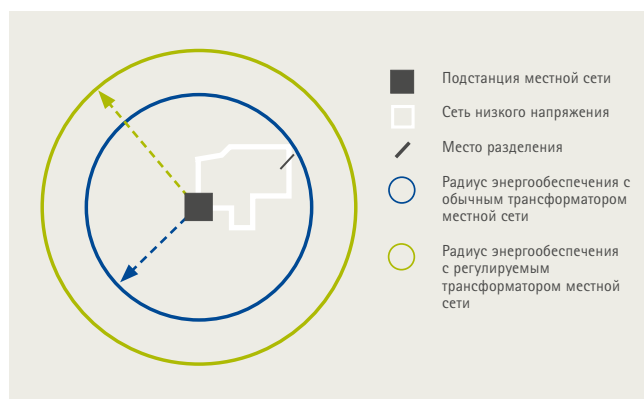 Подстанция местной сети
Сеть низкого напряжения
Место разделения
Радиус энергообеспечения с
обычным трансформатором
местной сети
Радиус энергообеспечения
с регулируемым
трансформатором местной
сети